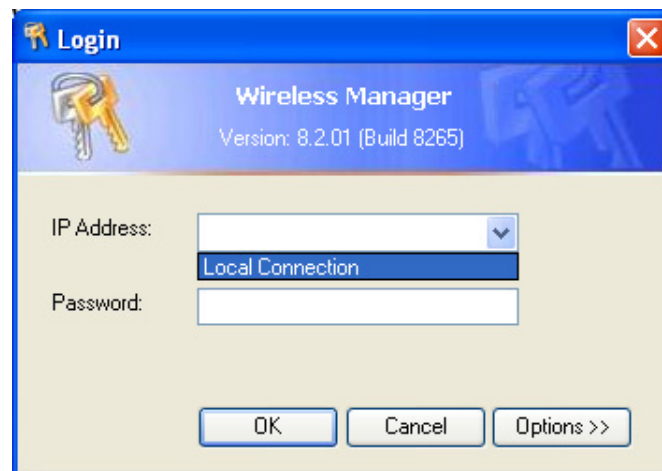 Login
Wireless Manager
Version: 8.2.01 (Build 8265)
IP Address:
Local Connection
Password:
OK Cancel Options >>